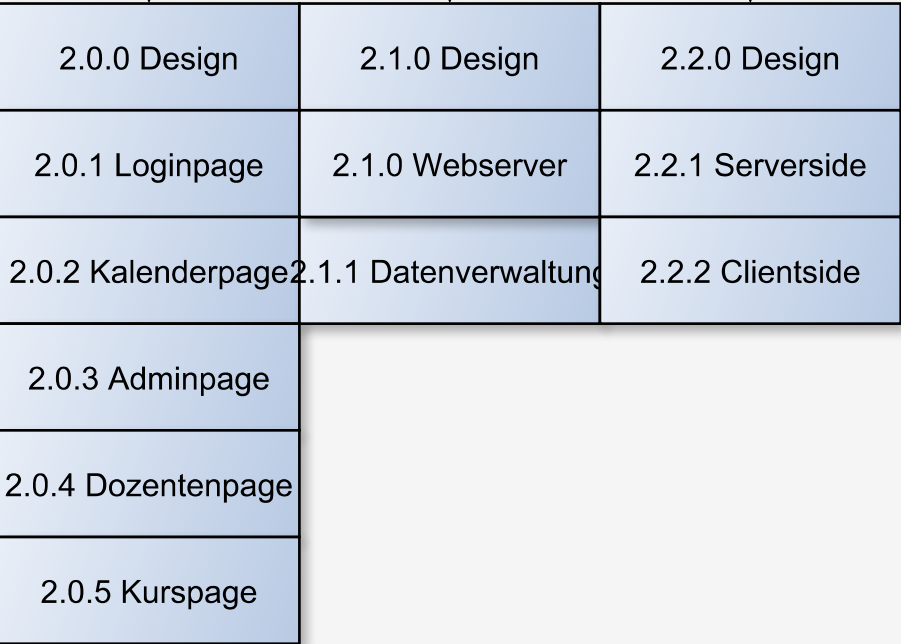 2.0.0 Design
2.1.0 Design
2.2.0 Design
2.0.1 Loginpage
2.1.0 Webserver
2.2.1 Serverside
2.0.2 Kalenderpage
2.1.1 Datenverwaltung
2.2.2 Clientside
2.0.3 Adminpage
2.0.4 Dozentenpage
2.0.5 Kurspage